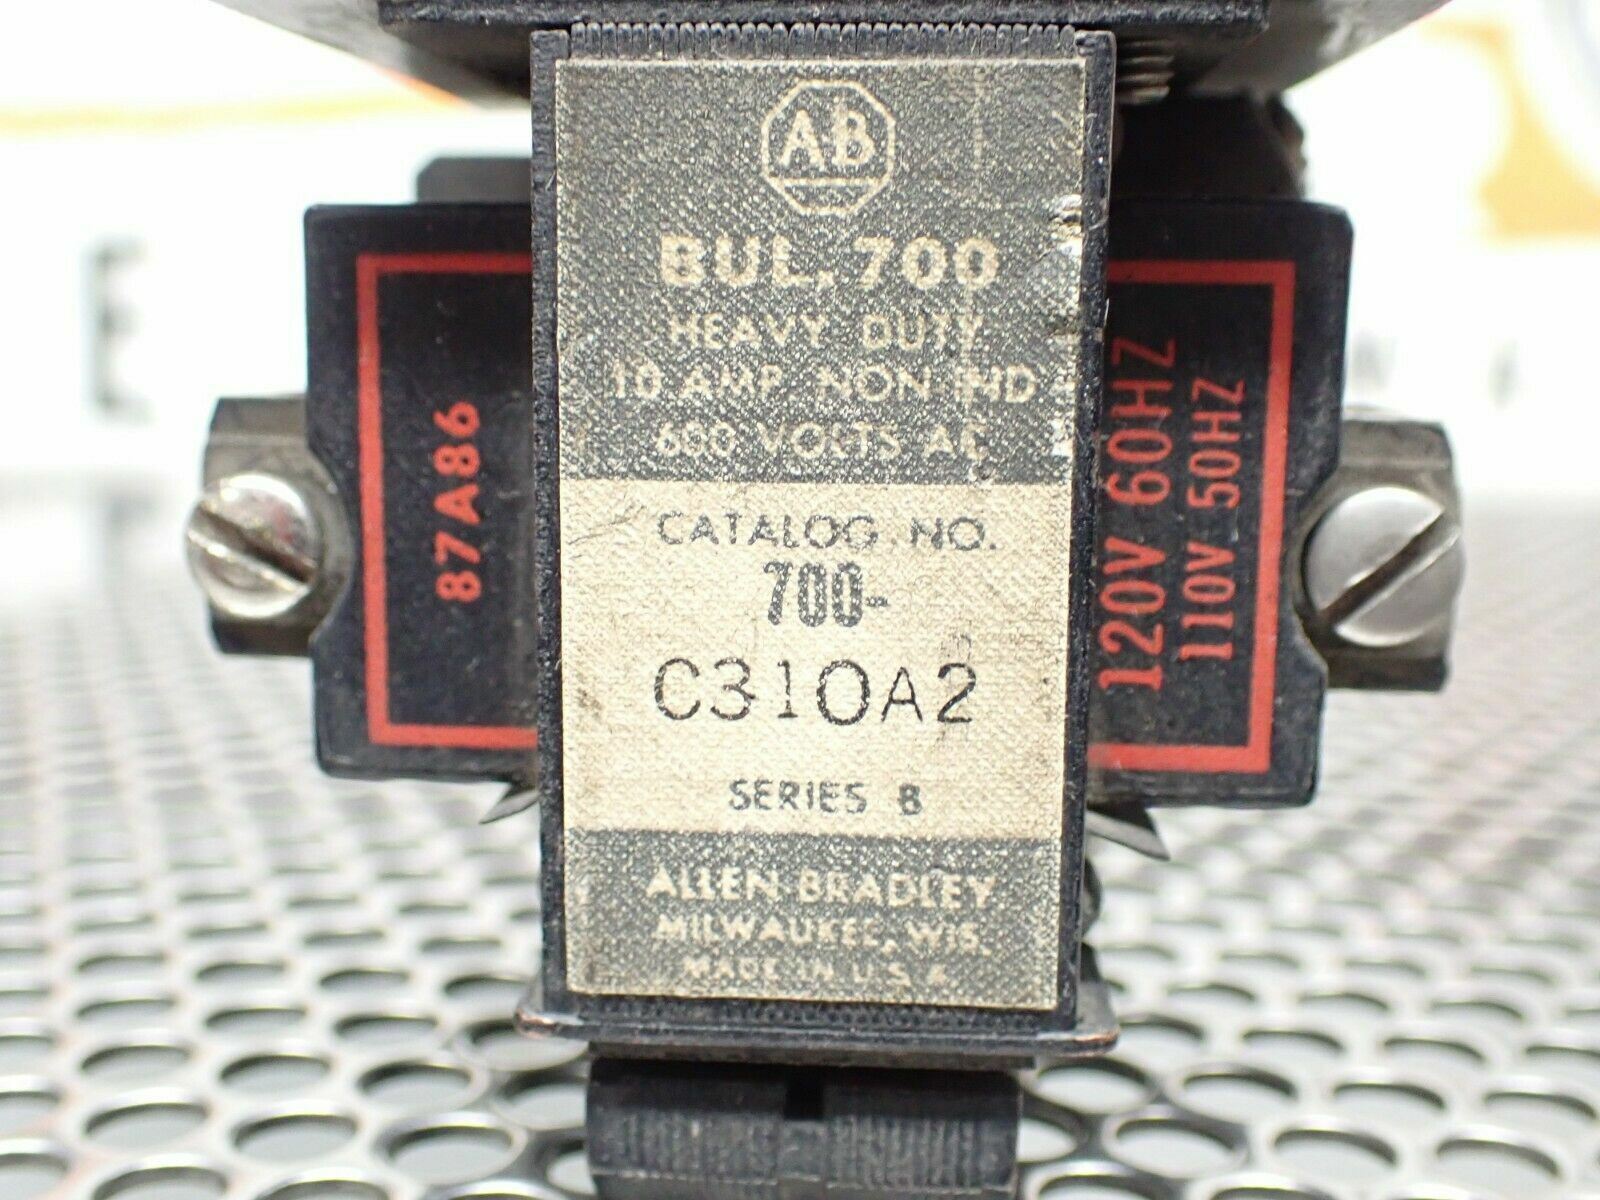 AB
BUL. 700
HEAVY DUTY
10 AMP NON IND
600 VOLTS AC
CATALOG NO.
700-
C310A2
SERIES B
ALLEN-BRADLEY
MILWAUKEE, WIS.
MADE IN U.S.A
87A86
120V 60HZ
110V 50HZ